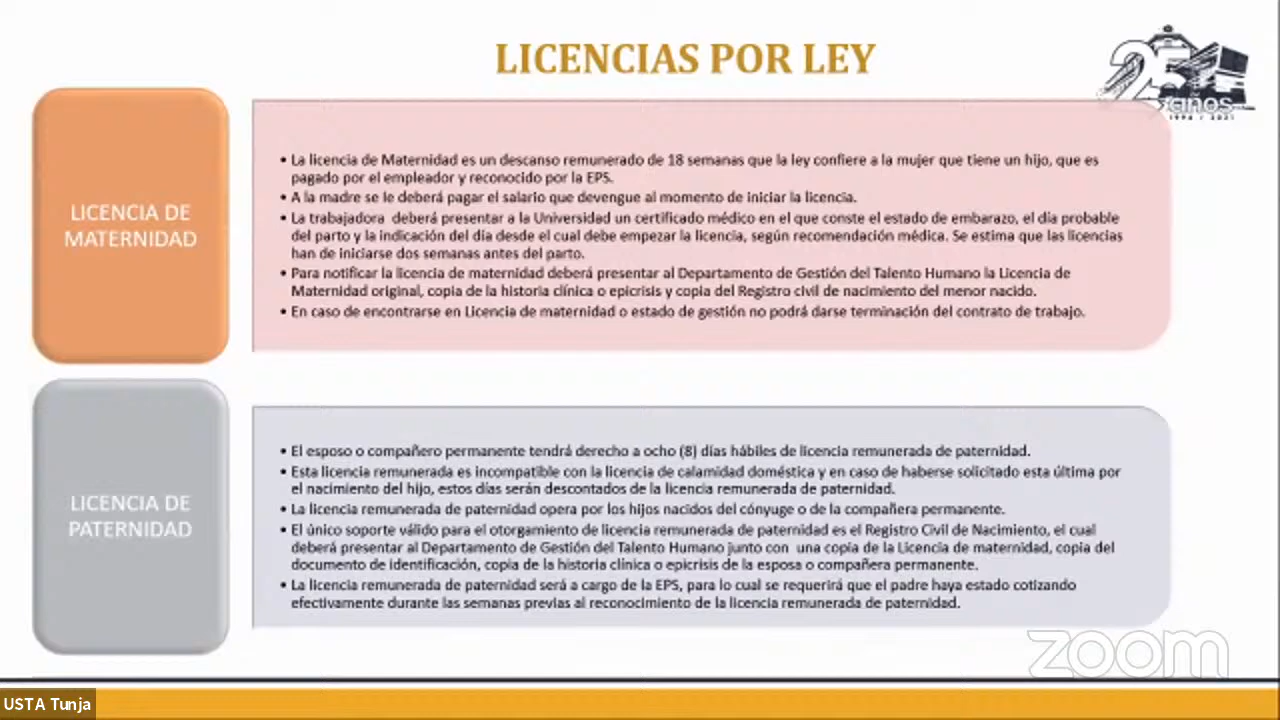 LICENCIAS POR LEY
25 años
1996 / 2021
LICENCIA DE
MATERNIDAD
• La licencia de Maternidad es un descanso remunerado de 18 semanas que la ley confiere a la mujer que tiene un hijo, que es
pagado por el empleador y reconocido por la EPS.
• A la madre se le deberá pagar el salario que devengue al momento de iniciar la licencia.
• La trabajadora deberá presentar a la Universidad un certificado médico en el que conste el estado de embarazo, el día probable
del parto y la indicación del día desde el cual debe empezar la licencia, según recomendación médica. Se estima que las licencias
han de iniciarse dos semanas antes del parto.
• Para notificar la licencia de maternidad deberá presentar al Departamento de Gestión del Talento Humano la Licencia de
Maternidad original, copia de la historia clínica o epicrisis y copia del Registro civil de nacimiento del menor nacido.
• En caso de encontrarse en Licencia de maternidad o estado de gestión no podrá darse terminación del contrato de trabajo.
LICENCIA DE
PATERNIDAD
• El esposo o compañero permanente tendrá derecho a ocho (8) días hábiles de licencia remunerada de paternidad.
• Esta licencia remunerada es incompatible con la licencia de calamidad doméstica y en caso de haberse solicitado esta última por
el nacimiento del hijo, estos días serán descontados de la licencia remunerada de paternidad.
• La licencia remunerada de paternidad opera por los hijos nacidos del cónyuge o de la compañera permanente.
• El único soporte válido para el otorgamiento de licencia remunerada de paternidad es el Registro Civil de Nacimiento, el cual
deberá presentar al Departamento de Gestión del Talento Humano junto con una copia de la Licencia de maternidad, copia del
documento de identificación, copia de la historia clínica o epicrisis de la esposa o compañera permanente.
• La licencia remunerada de paternidad será a cargo de la EPS, para lo cual se requerirá que el padre haya estado cotizando
efectivamente durante las semanas previas al reconocimiento de la licencia remunerada de paternidad.
zoom
USTA Tunja